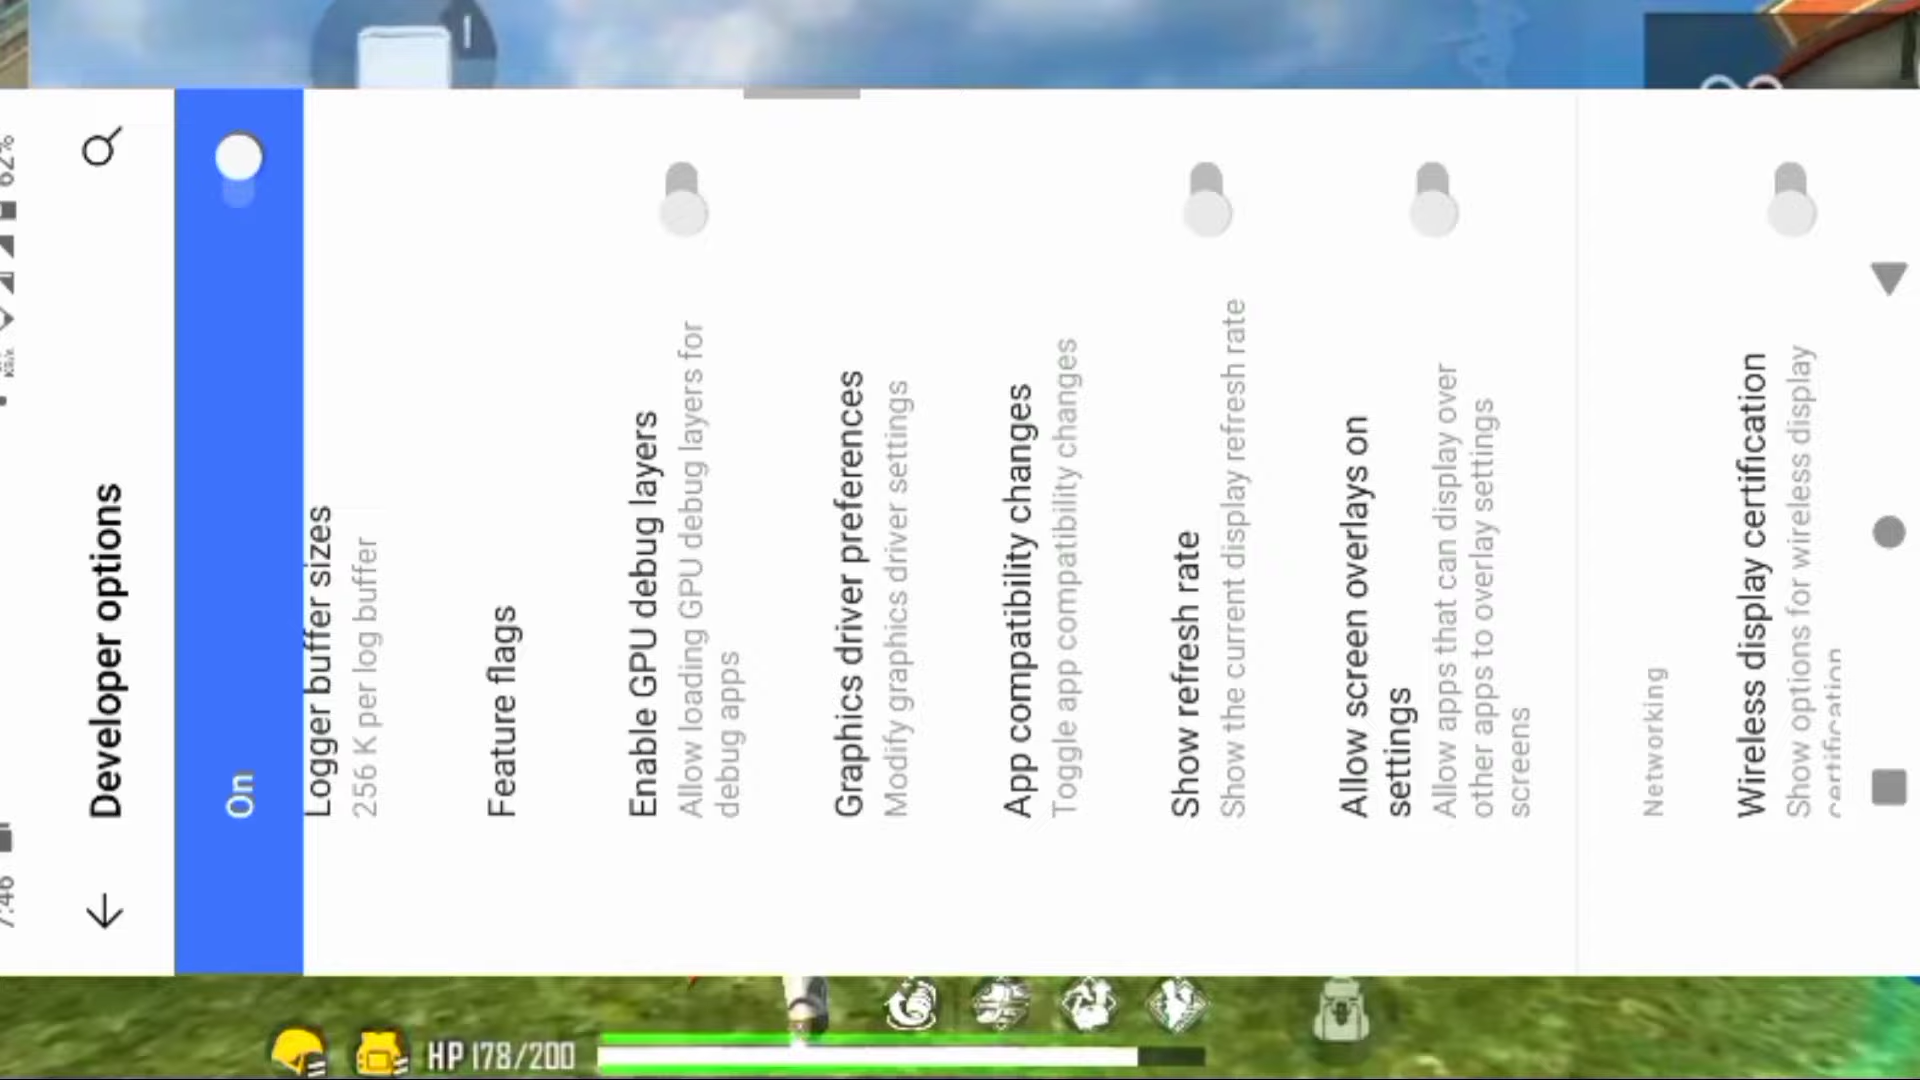 7:46
62%
Developer options
On
Logger buffer sizes
256 K per log buffer
Feature flags
Enable GPU debug layers
Allow loading GPU debug layers for
debug apps
Graphics driver preferences
Modify graphics driver settings
App compatibility changes
Toggle app compatibility changes
Show refresh rate
Show the current display refresh rate
Allow screen overlays on
settings
Allow apps that can display over
other apps to overlay settings
screens
Networking
Wireless display certification
Show options for wireless display
certification
HP 178/200